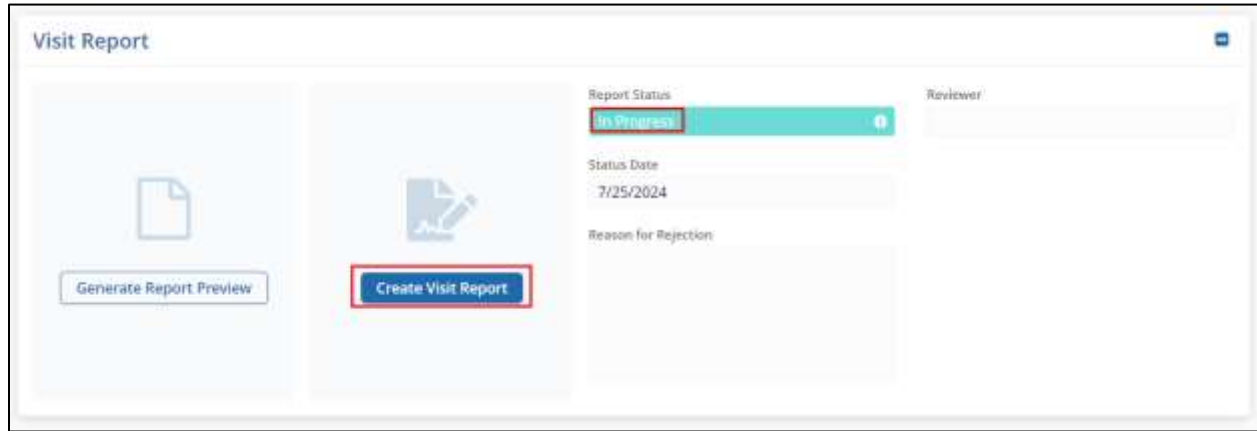 Visit Report
Generate Report Preview
Create Visit Report
Report Status
In Progress
Status Date
7/25/2024
Reason for Rejection
Reviewer